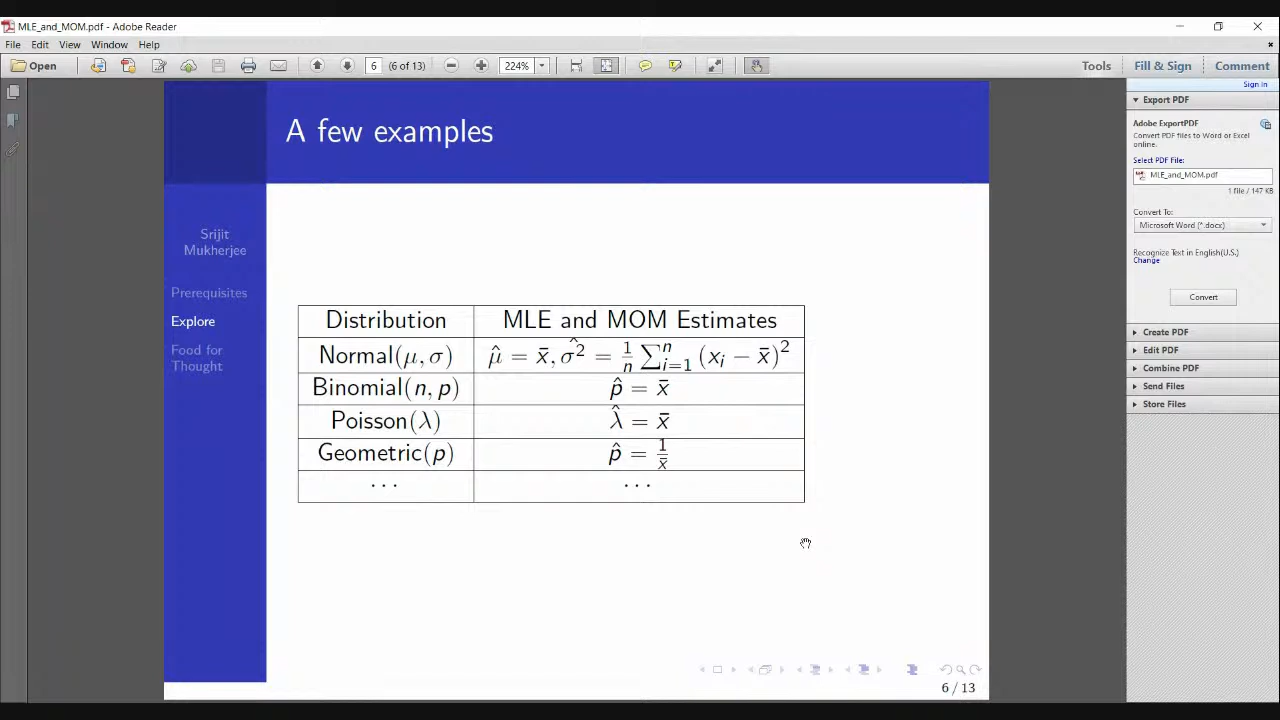 MLE_and_MOM.pdf - Adobe Reader
File Edit View Window Help
Open 6 (6 of 13) 224% Tools Fill & Sign Comment
Sign In
Export PDF
Adobe ExportPDF
Convert PDF files to Word or Excel
online.
Select PDF File:
MLE_and_MOM.pdf
1 file / 147 KB
Convert To:
Microsoft Word (*.docx)
Recognize Text in English(U.S.)
Change
Convert
Create PDF
Edit PDF
Combine PDF
Send Files
Store Files
A few examples
Srijit
Mukherjee
Prerequisites
Explore
Food for
Thought
Distribution MLE and MOM Estimates
Normal(μ, σ) μ̂ = x̄, σ̂² = 1/n ∑ⁿᵢ₌₁ (xᵢ − x̄)²
Binomial(n, p) p̂ = x̄
Poisson(λ) λ̂ = x̄
Geometric(p) p̂ = 1/x̄
··· ···
6 / 13